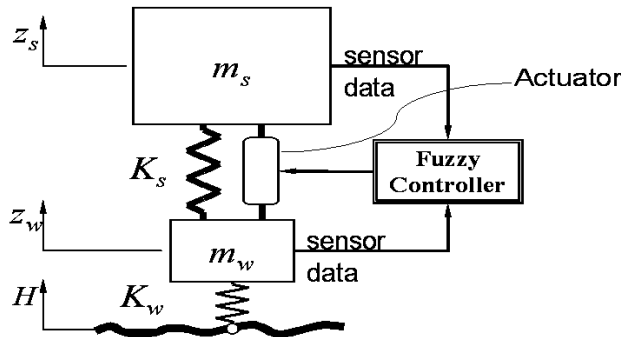 z_s
m_s
sensor
data
Actuator
K_s
Fuzzy
Controller
z_w
m_w
sensor
data
H
K_w